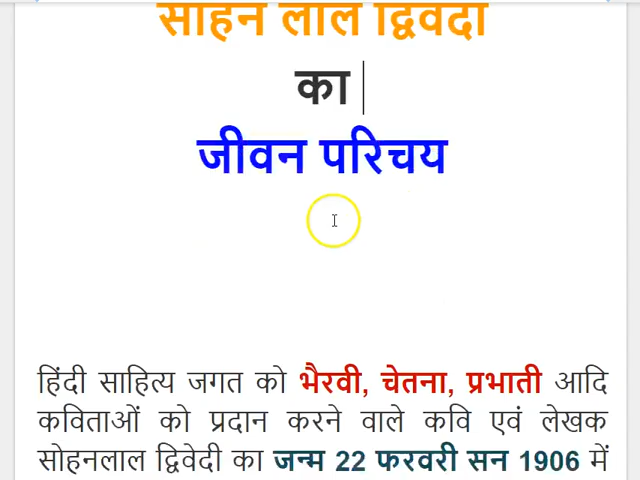 सोहन लाल द्विवेदी
का
जीवन परिचय
हिंदी साहित्य जगत को भैरवी, चेतना, प्रभाती आदि
कविताओं को प्रदान करने वाले कवि एवं लेखक
सोहनलाल द्विवेदी का जन्म 22 फरवरी सन 1906 में